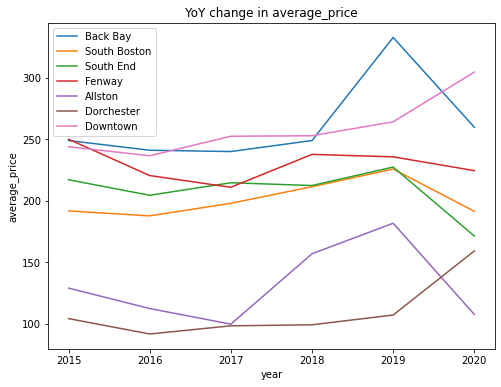 YoY change in average_price
Back Bay
South Boston
South End
Fenway
Allston
Dorchester
Downtown
300
250
200
150
100
average_price
2015 2016 2017 2018 2019 2020
year